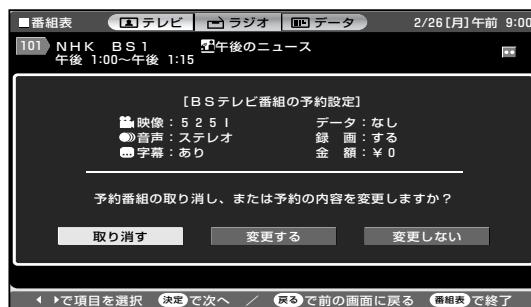 ■番組表 テレビ ラジオ データ 2/26[月]午前 9:00
101 NHK BS1 午後のニュース
午後 1:00〜午後 1:15
[BSテレビ番組の予約設定]
映像：525I データ：なし
音声：ステレオ 録 画：する
字幕：あり 金 額：¥0
予約番組の取り消し、または予約の内容を変更しますか？
取り消す 変更する 変更しない
で項目を選択 決定で次へ ／ 戻るで前の画面に戻る 番組表で終了